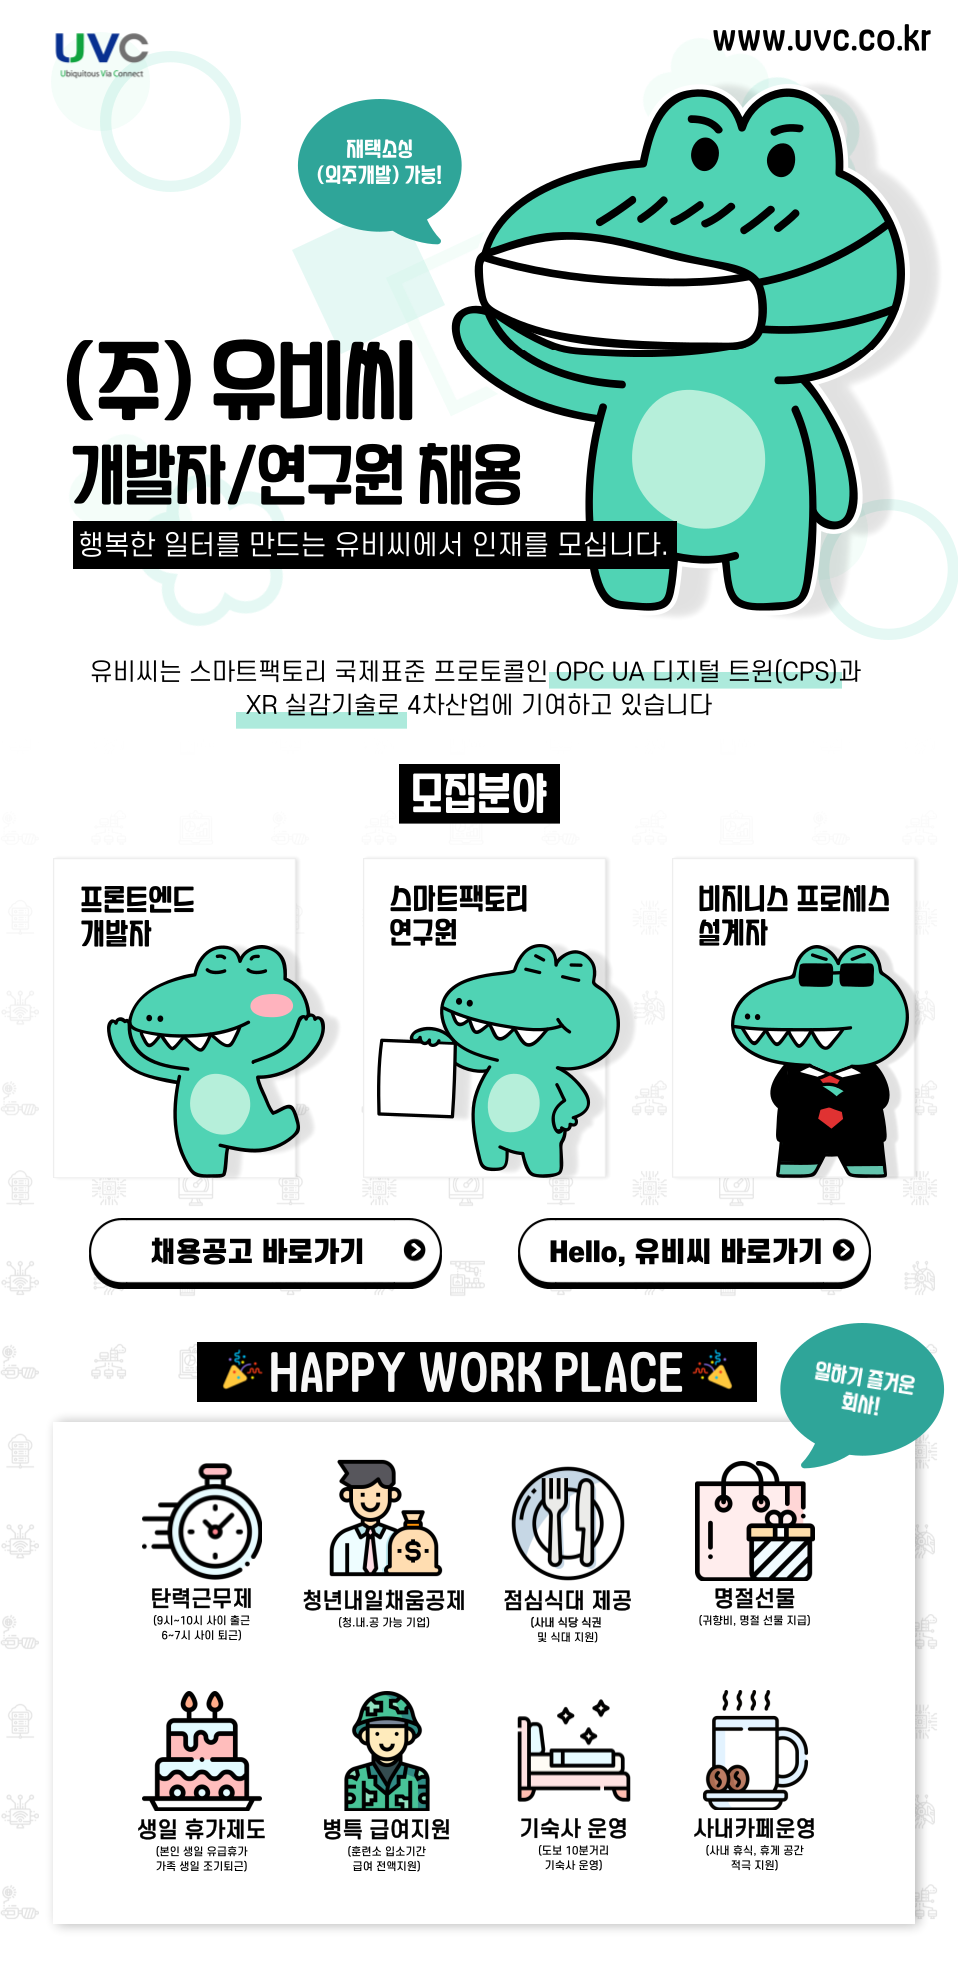 UVC
Ubiquitous Via Connect
www.uvc.co.kr
재택소싱
(외주개발) 가능!
(주) 유비씨
개발자/연구원 채용
행복한 일터를 만드는 유비씨에서 인재를 모십니다.
유비씨는 스마트팩토리 국제표준 프로토콜인 OPC UA 디지털 트윈(CPS)과
XR 실감기술로 4차산업에 기여하고 있습니다
모집분야
프론트엔드
개발자
스마트팩토리
연구원
비지니스 프로세스
설계자
채용공고 바로가기
Hello, 유비씨 바로가기
HAPPY WORK PLACE
일하기 즐거운
회사!
탄력근무제
(9시~10시 사이 출근
6~7시 사이 퇴근)
청년내일채움공제
(청.내.공 가능 기업)
점심식대 제공
(사내 식당 식권
및 식대 지원)
명절선물
(귀향비, 명절 선물 지급)
생일 휴가제도
(본인 생일 유급휴가
가족 생일 조기퇴근)
병특 급여지원
(훈련소 입소기간
급여 전액지원)
기숙사 운영
(도보 10분거리
기숙사 운영)
사내카페운영
(사내 휴식, 휴게 공간
적극 지원)